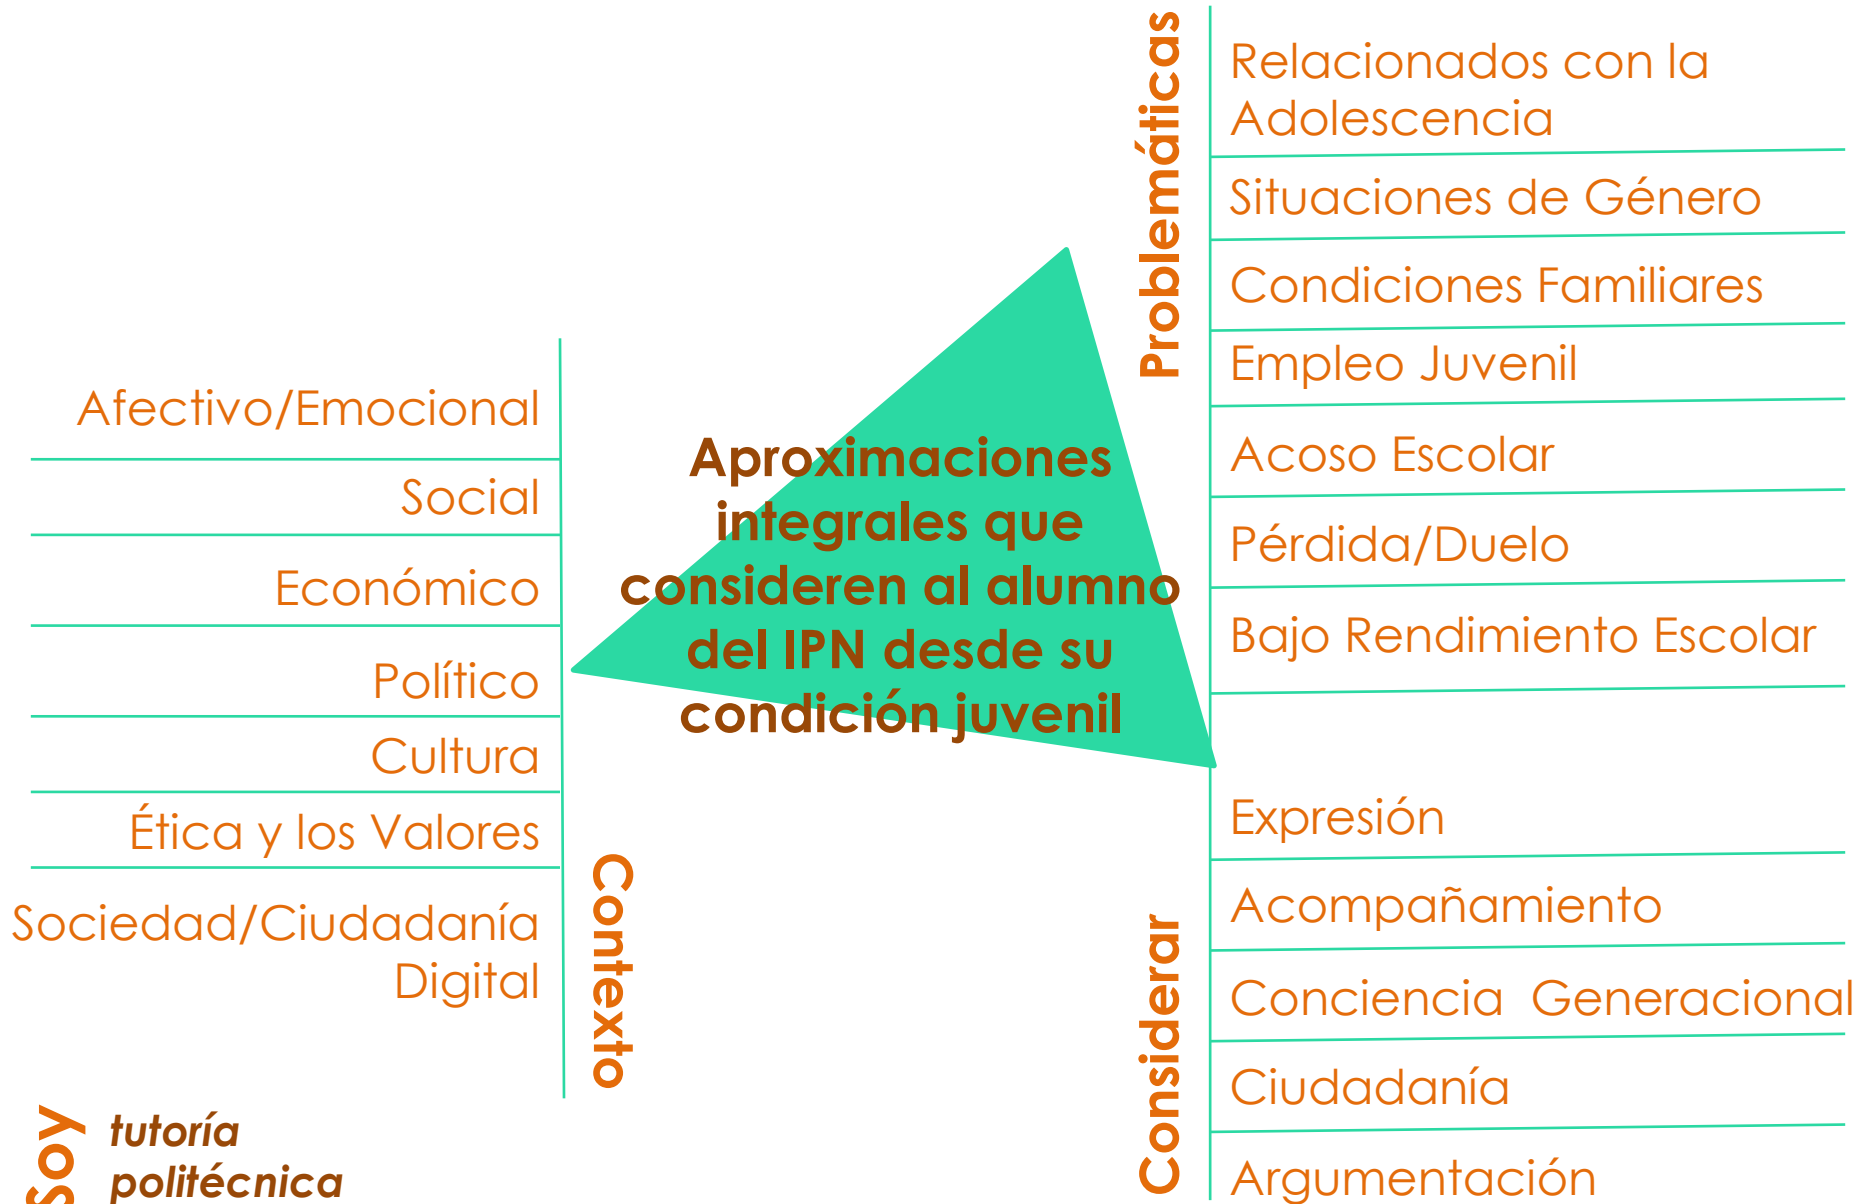 Afectivo/Emocional
Social
Económico
Político
Cultura
Ética y los Valores
Sociedad/Ciudadanía
Digital
Contexto
Aproximaciones
integrales que
consideren al alumno
del IPN desde su
condición juvenil
Problemáticas
Relacionados con la
Adolescencia
Situaciones de Género
Condiciones Familiares
Empleo Juvenil
Acoso Escolar
Pérdida/Duelo
Bajo Rendimiento Escolar
Considerar
Expresión
Acompañamiento
Conciencia Generacional
Ciudadanía
Argumentación
Soy
tutoría
politécnica